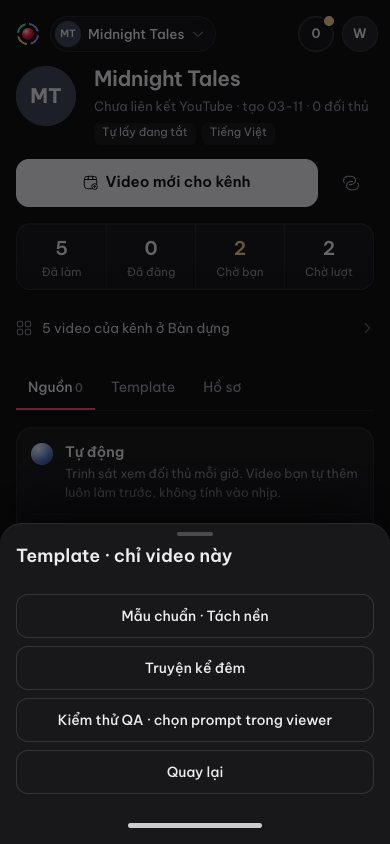 MT Midnight Tales 0 W
MT
Midnight Tales
Chưa liên kết YouTube · tạo 03-11 · 0 đối thủ
Tự lấy đang tắt Tiếng Việt
Video mới cho kênh
5 0 2 2
Đã làm Đã đăng Chờ bạn Chờ lượt
5 video của kênh ở Bàn dựng
Nguồn 0 Template Hồ sơ
Tự động
Trinh sát xem đối thủ mỗi giờ. Video bạn tự thêm
luôn làm trước, không tính vào nhịp.
Template · chỉ video này
Mẫu chuẩn · Tách nền
Truyện kể đêm
Kiểm thử QA · chọn prompt trong viewer
Quay lại